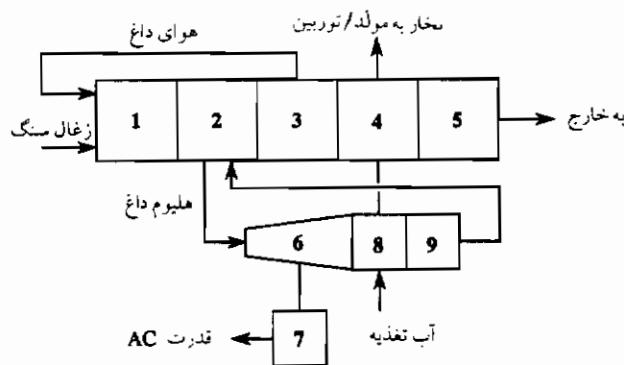 هوای داغ
بخار به مولّد/توربین
زغال سنگ
1 2 3 4 5
به خارج
هلیوم داغ
6 8 9
قدرت AC
7
آب تغذیه